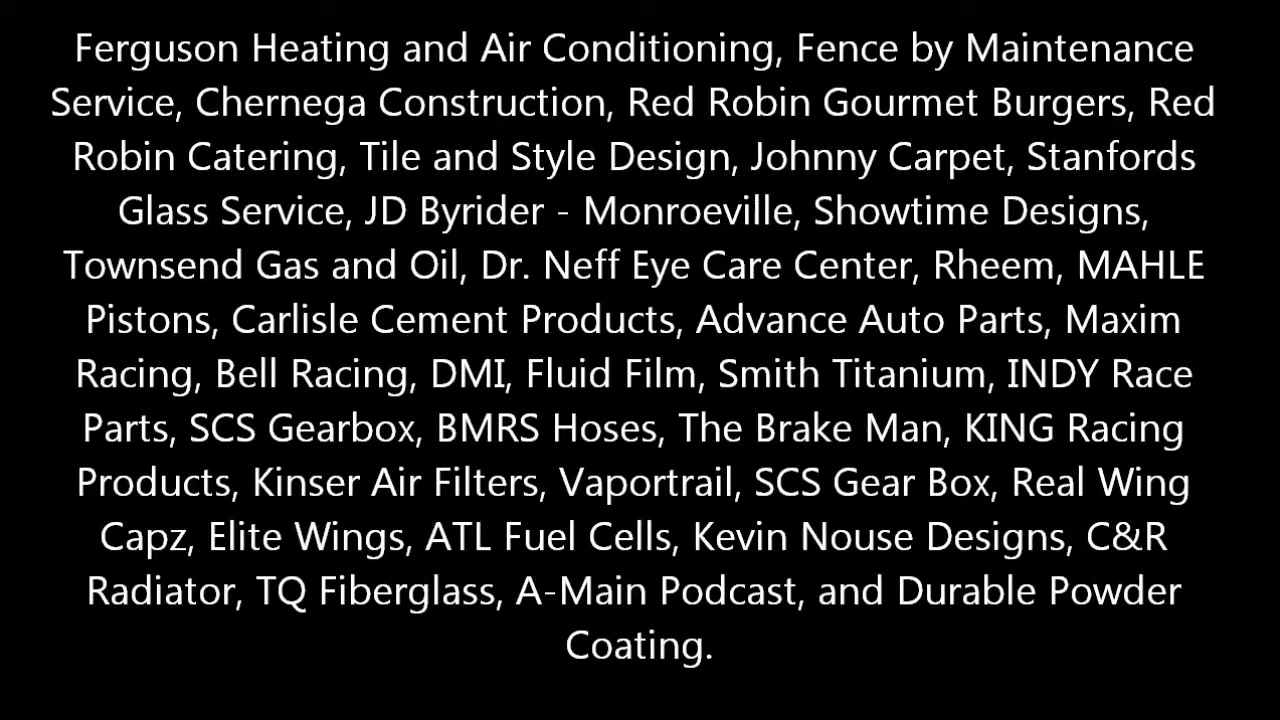 Ferguson Heating and Air Conditioning, Fence by Maintenance
Service, Chernega Construction, Red Robin Gourmet Burgers, Red
Robin Catering, Tile and Style Design, Johnny Carpet, Stanfords
Glass Service, JD Byrider - Monroeville, Showtime Designs,
Townsend Gas and Oil, Dr. Neff Eye Care Center, Rheem, MAHLE
Pistons, Carlisle Cement Products, Advance Auto Parts, Maxim
Racing, Bell Racing, DMI, Fluid Film, Smith Titanium, INDY Race
Parts, SCS Gearbox, BMRS Hoses, The Brake Man, KING Racing
Products, Kinser Air Filters, Vaportrail, SCS Gear Box, Real Wing
Capz, Elite Wings, ATL Fuel Cells, Kevin Nouse Designs, C&R
Radiator, TQ Fiberglass, A-Main Podcast, and Durable Powder
Coating.